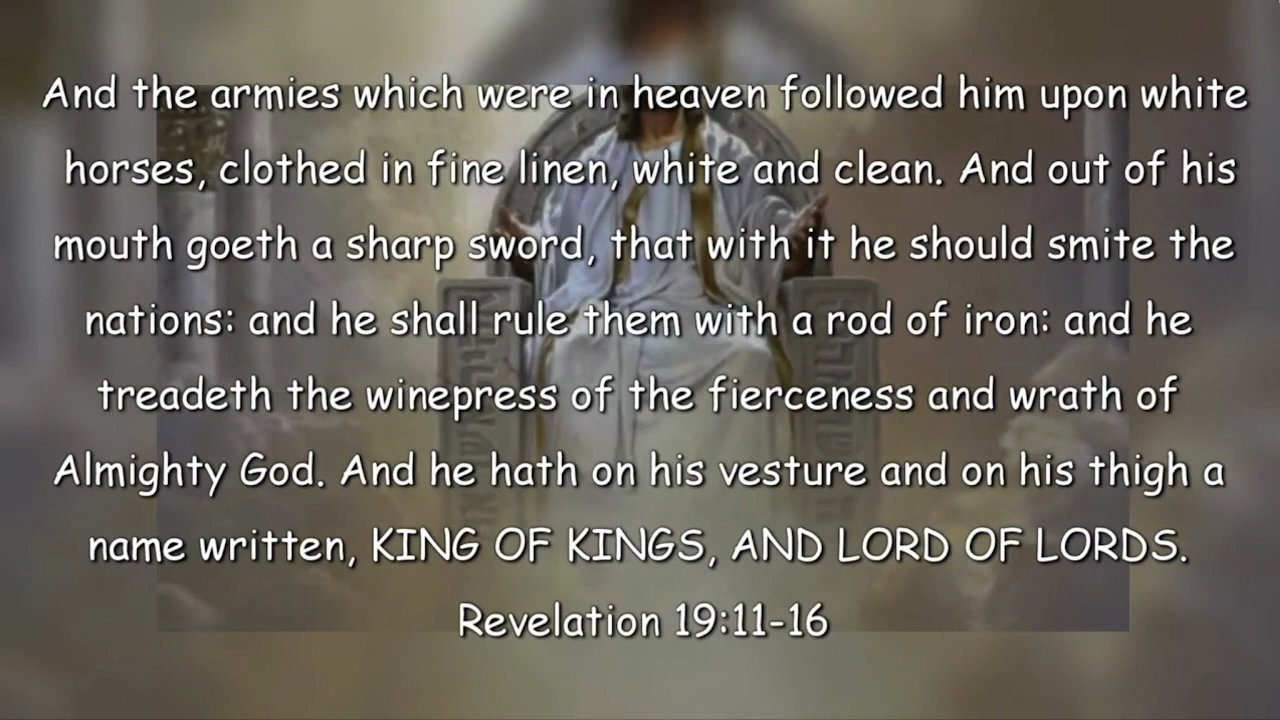 And the armies which were in heaven followed him upon white
horses, clothed in fine linen, white and clean. And out of his
mouth goeth a sharp sword, that with it he should smite the
nations: and he shall rule them with a rod of iron: and he
treadeth the winepress of the fierceness and wrath of
Almighty God. And he hath on his vesture and on his thigh a
name written, KING OF KINGS, AND LORD OF LORDS.
Revelation 19:11-16